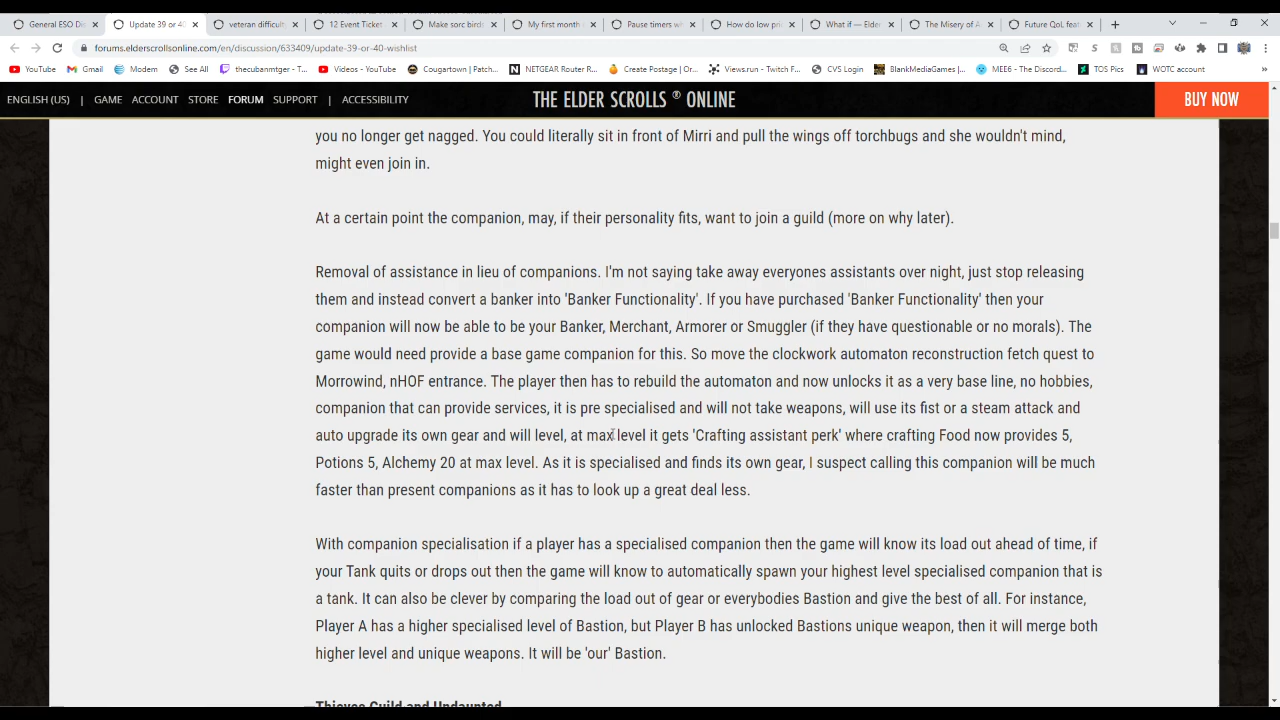 General ESO Dis
Update 39 or 40
veteran difficult
12 Event Ticket
Make sorc bird
My first month
Pause timers w
How do low pri
What if — Elder
The Misery of A
Future QoL feat
forums.elderscrollsonline.com/en/discussion/633409/update-39-or-40-wishlist
YouTube
Gmail
Modem
See All
thecubanmtger - T...
Videos - YouTube
Cougartown | Patch...
NETGEAR Router R...
Create Postage | Or...
Views.run - Twitch F...
CVS Login
BlankMediaGames |...
MEE6 - The Discord...
TOS Pics
WOTC account
»
ENGLISH (US) | GAME ACCOUNT STORE FORUM SUPPORT | ACCESSIBILITY
THE ELDER SCROLLS ® ONLINE
BUY NOW
you no longer get nagged. You could literally sit in front of Mirri and pull the wings off torchbugs and she wouldn't mind,
might even join in.
At a certain point the companion, may, if their personality fits, want to join a guild (more on why later).
Removal of assistance in lieu of companions. I'm not saying take away everyones assistants over night, just stop releasing
them and instead convert a banker into 'Banker Functionality'. If you have purchased 'Banker Functionality' then your
companion will now be able to be your Banker, Merchant, Armorer or Smuggler (if they have questionable or no morals). The
game would need provide a base game companion for this. So move the clockwork automaton reconstruction fetch quest to
Morrowind, nHOF entrance. The player then has to rebuild the automaton and now unlocks it as a very base line, no hobbies,
companion that can provide services, it is pre specialised and will not take weapons, will use its fist or a steam attack and
auto upgrade its own gear and will level, at max level it gets 'Crafting assistant perk' where crafting Food now provides 5,
Potions 5, Alchemy 20 at max level. As it is specialised and finds its own gear, I suspect calling this companion will be much
faster than present companions as it has to look up a great deal less.
With companion specialisation if a player has a specialised companion then the game will know its load out ahead of time, if
your Tank quits or drops out then the game will know to automatically spawn your highest level specialised companion that is
a tank. It can also be clever by comparing the load out of gear or everybodies Bastion and give the best of all. For instance,
Player A has a higher specialised level of Bastion, but Player B has unlocked Bastions unique weapon, then it will merge both
higher level and unique weapons. It will be 'our' Bastion.
Thieves Guild and Undaunted